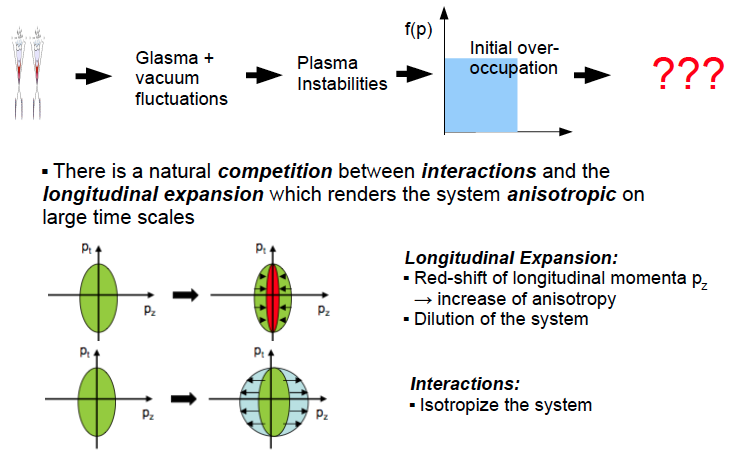 Glasma +
vacuum
fluctuations
Plasma
Instabilities
f(p)
Initial over-
occupation
???
▪ There is a natural competition between interactions and the
longitudinal expansion which renders the system anisotropic on
large time scales
Pt
Pz
Pt
Pz
Longitudinal Expansion:
▪ Red-shift of longitudinal momenta pz
→ increase of anisotropy
▪ Dilution of the system
Pt
Pz
Pt
Pz
Interactions:
▪ Isotropize the system